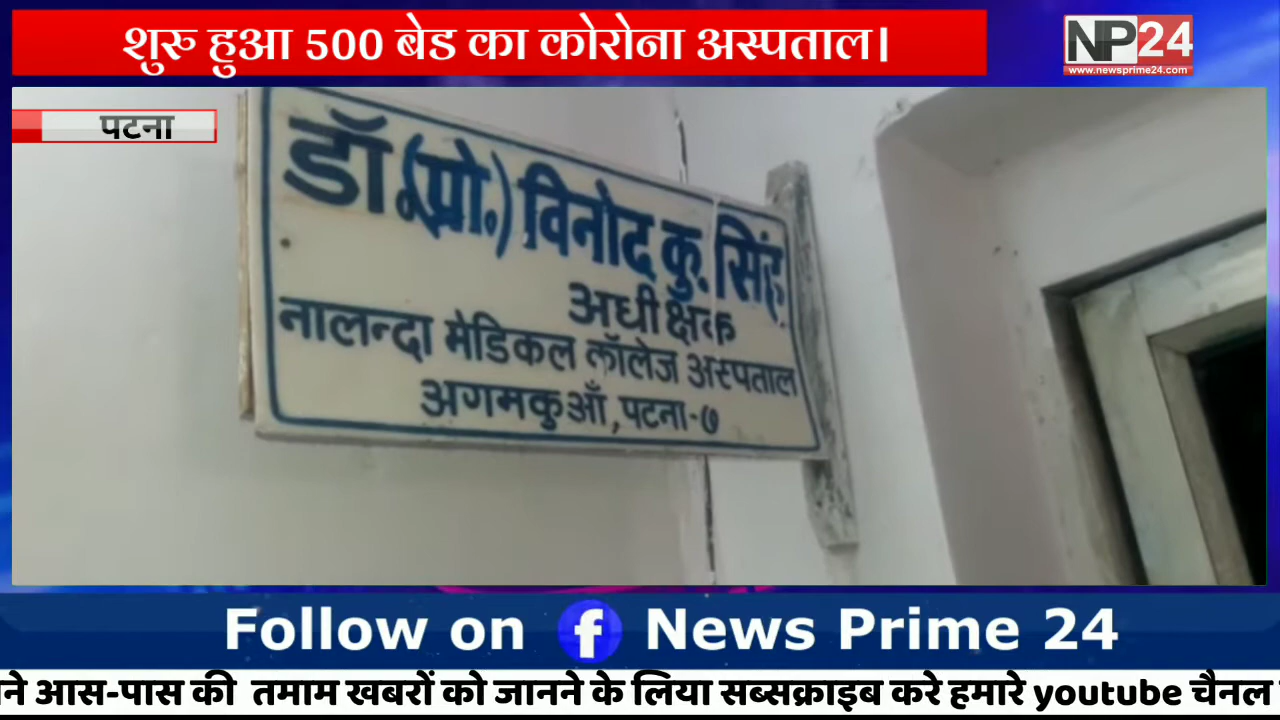 शुरु हुआ 500 बेड का कोरोना अस्पताल।
NP24
www.newsprime24.com
पटना
डॉ.(प्रो.) विनोद कु. सिंह
अधीक्षक
नालन्दा मेडिकल कॉलेज अस्पताल
अगमकुआँ, पटना-७
Follow on f News Prime 24
ने आस-पास की तमाम खबरों को जानने के लिया सब्सक्राइब करे हमारे youtube चैनल